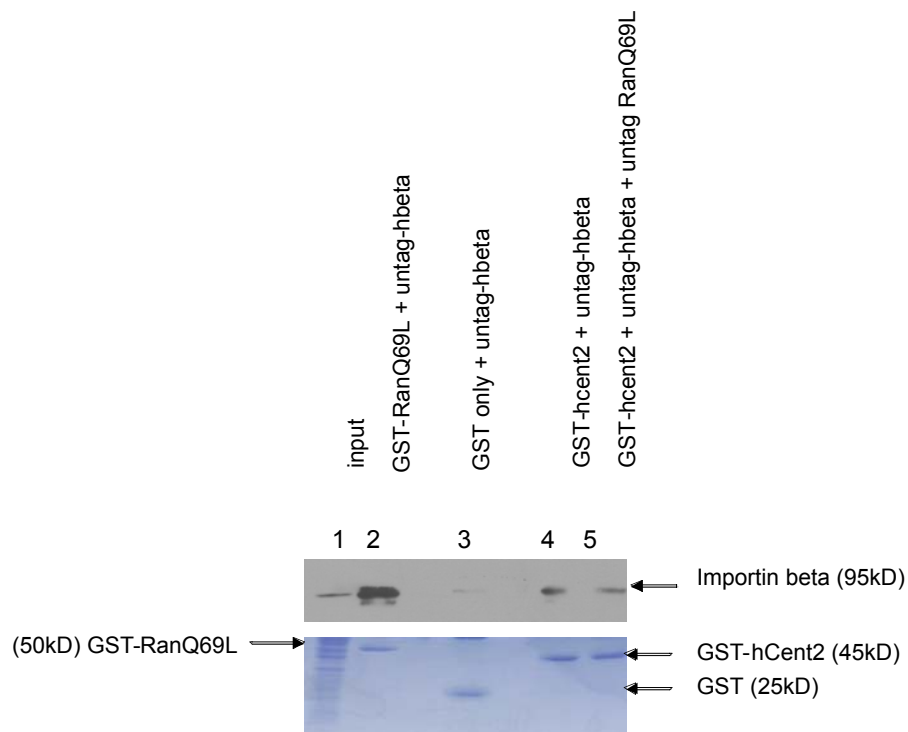 input
GST-RanQ69L + untag-hbeta
GST only + untag-hbeta
GST-hcent2 + untag-hbeta
GST-hcent2 + untag-hbeta + untag RanQ69L
1 2 3 4 5
Importin beta (95kD)
(50kD) GST-RanQ69L
GST-hCent2 (45kD)
GST (25kD)